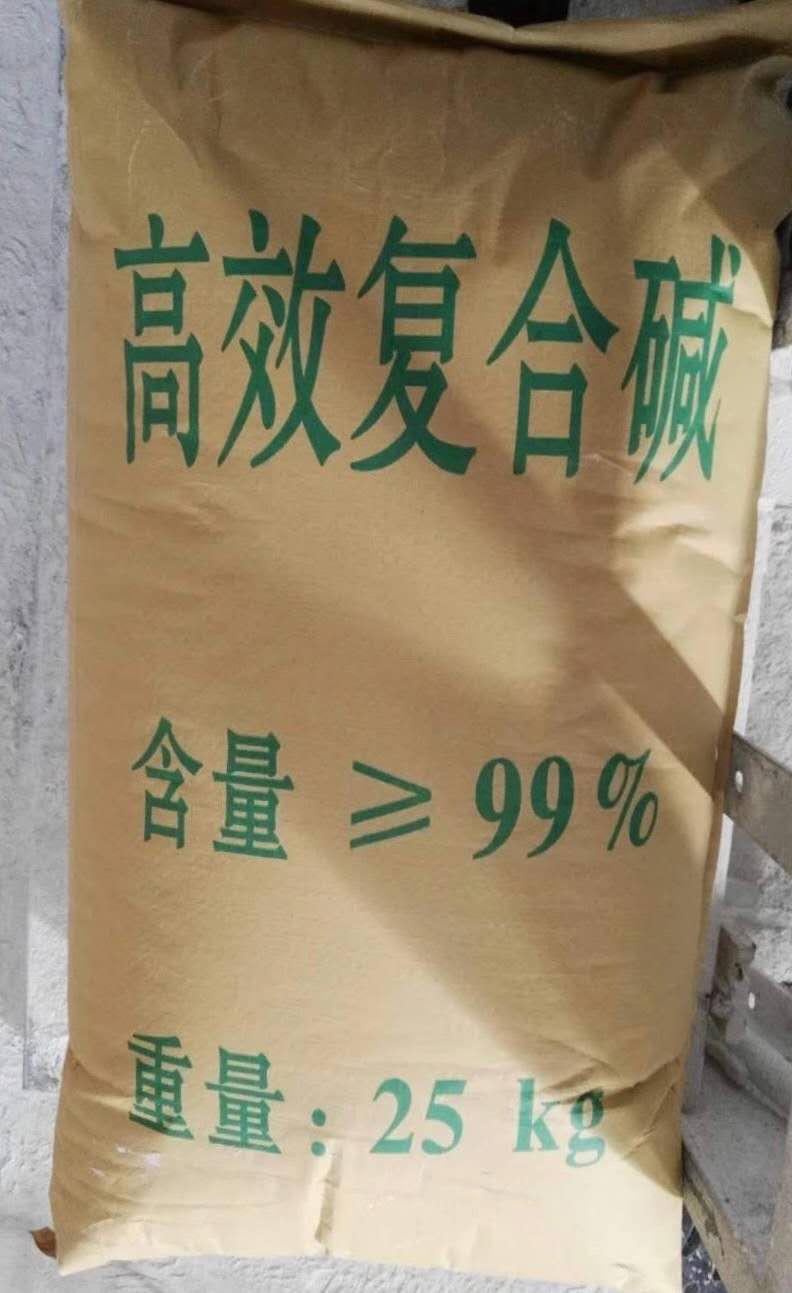 高效复合碱
含量 ≥ 99%
重量：25 kg